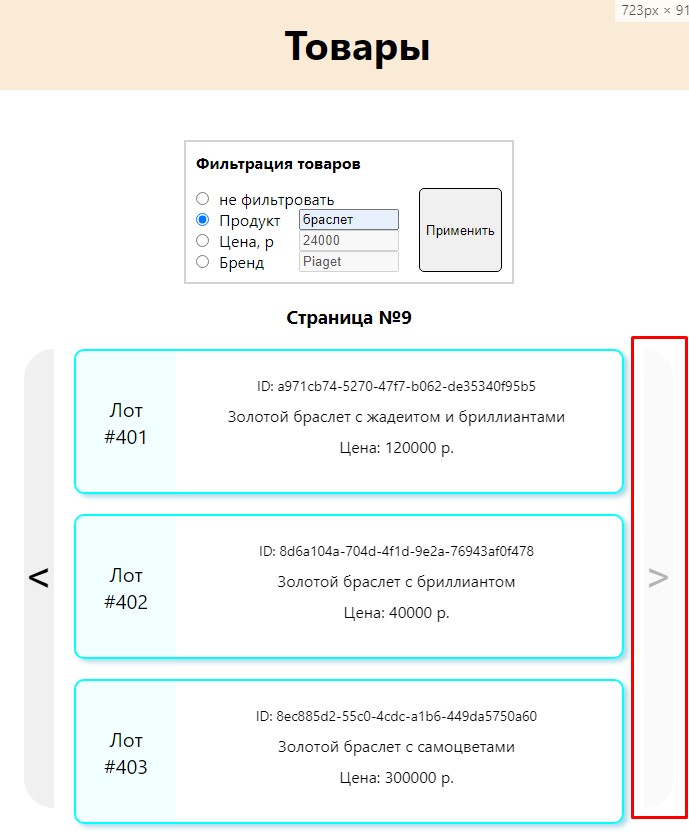 723px × 91
Товары
Фильтрация товаров
не фильтровать
Продукт браслет
Цена, р 24000
Бренд Piaget
Применить
Страница №9
<
>
Лот
#401
ID: a971cb74-5270-47f7-b062-de35340f95b5
Золотой браслет с жадеитом и бриллиантами
Цена: 120000 р.
Лот
#402
ID: 8d6a104a-704d-4f1d-9e2a-76943af0f478
Золотой браслет с бриллиантом
Цена: 40000 р.
Лот
#403
ID: 8ec885d2-55c0-4cdc-a1b6-449da5750a60
Золотой браслет с самоцветами
Цена: 300000 р.